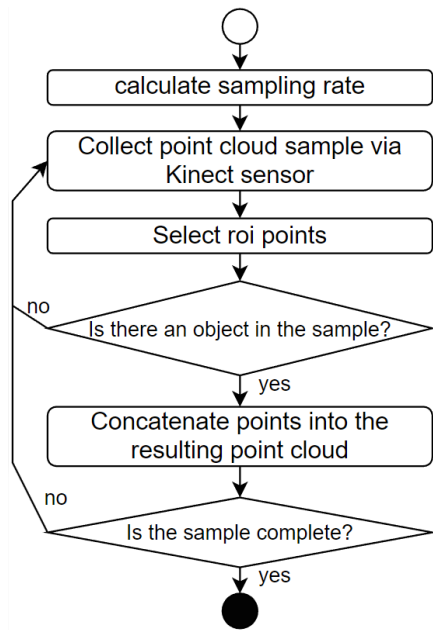 calculate sampling rate
Collect point cloud sample via
Kinect sensor
Select roi points
no
Is there an object in the sample?
yes
Concatenate points into the
resulting point cloud
no
Is the sample complete?
yes